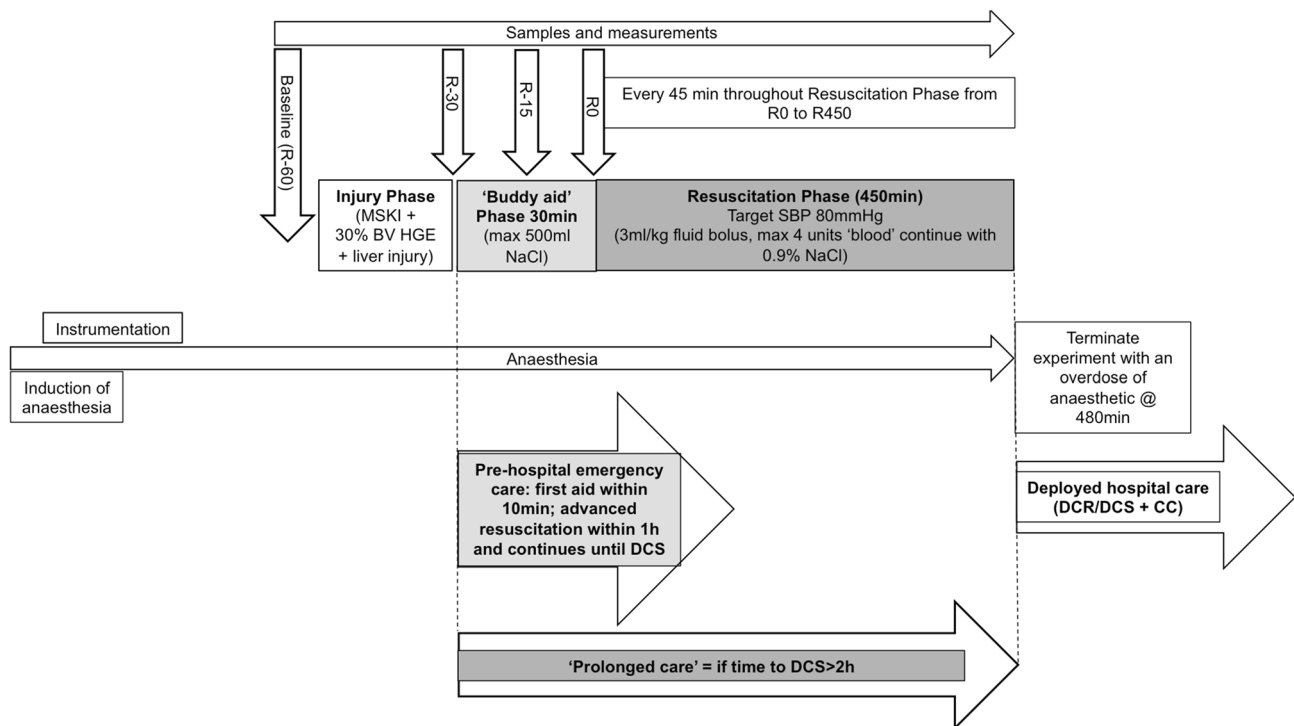 Samples and measurements
Baseline (R-60)
R-30
R-15
R0
Every 45 min throughout Resuscitation Phase from
R0 to R450
Injury Phase
(MSKI +
30% BV HGE
+ liver injury)
‘Buddy aid’
Phase 30min
(max 500ml
NaCl)
Resuscitation Phase (450min)
Target SBP 80mmHg
(3ml/kg fluid bolus, max 4 units ‘blood’ continue with
0.9% NaCl)
Instrumentation
Anaesthesia
Induction of
anaesthesia
Terminate
experiment with an
overdose of
anaesthetic @
480min
Pre-hospital emergency
care: first aid within
10min; advanced
resuscitation within 1h
and continues until DCS
Deployed hospital care
(DCR/DCS + CC)
‘Prolonged care’ = if time to DCS>2h